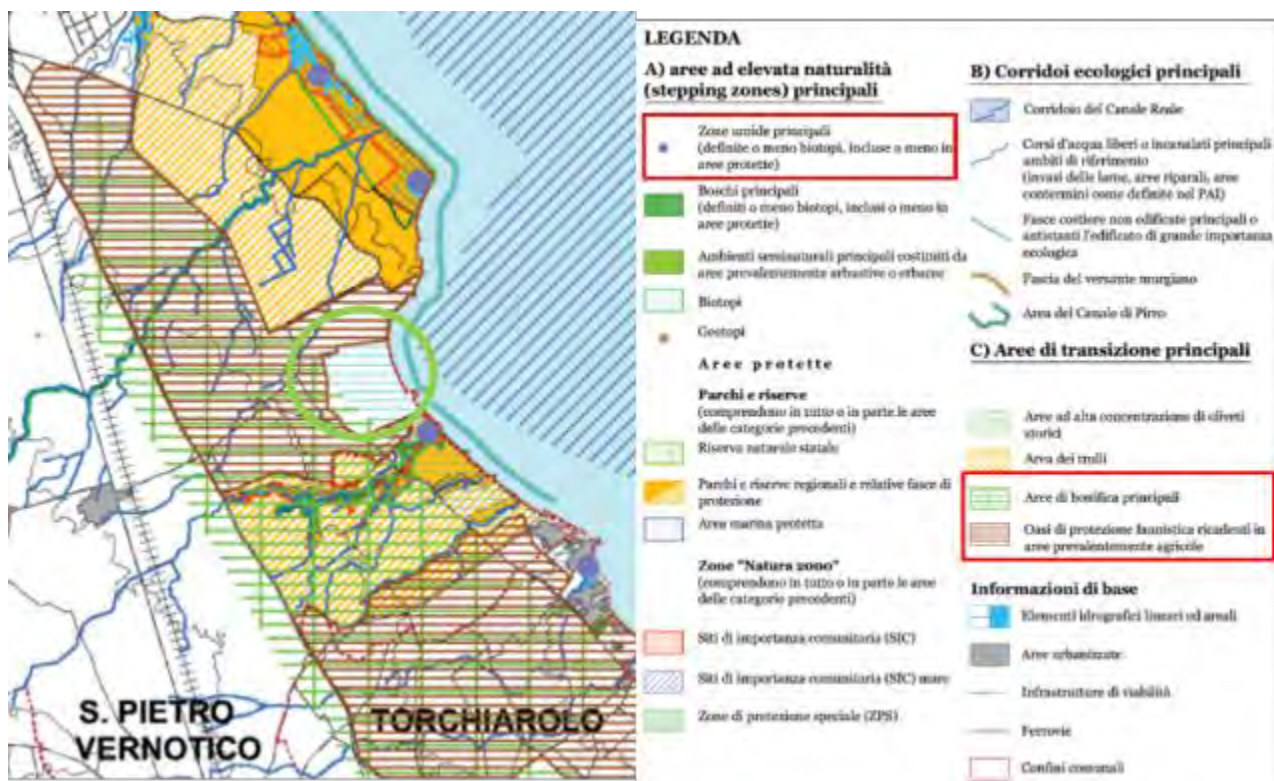 S. PIETRO
VERNOTICO
TORCHIAROLO
LEGENDA
A) aree ad elevata naturalità
(stepping zones) principali
Zone umide principali
(definite o meno biotopi, incluse o meno in
aree protette)
Boschi principali
(definiti o meno biotopi, inclusi o meno in
aree protette)
Ambienti seminaturali principali costituiti da
aree prevalentemente arbustive o erbacee
Biotopi
Geotopi
Aree protette
Parchi e riserve
(comprendono in tutto o in parte le aree
delle categorie precedenti)
Riserva naturale statale
Parchi e riserve regionali e relative fasce di
protezione
Area marina protetta
Zone "Natura 2000"
(comprendono in tutto o in parte le aree
delle categorie precedenti)
Siti di importanza comunitaria (SIC)
Siti di importanza comunitaria (SIC) mare
Zone di protezione speciale (ZPS)
B) Corridoi ecologici principali
Corridoio del Canale Reale
Corsi d'acqua liberi o incanalati principali
ambiti di riferimento
(invasi delle lame, aree riparali, aree
contermini come definite nel PAI)
Fasce costiere non edificate principali o
antistanti l'edificato di grande importanza
ecologica
Fascia del versante murgiano
Area del Canale di Pirro
C) Aree di transizione principali
Aree ad alta concentrazione di oliveti
storici
Area dei trulli
Aree di bonifica principali
Oasi di protezione faunistica ricadenti in
aree prevalentemente agricole
Informazioni di base
Elementi idrografici lineari ed areali
Aree urbanizzate
Infrastrutture di viabilità
Ferrovie
Confini comunali